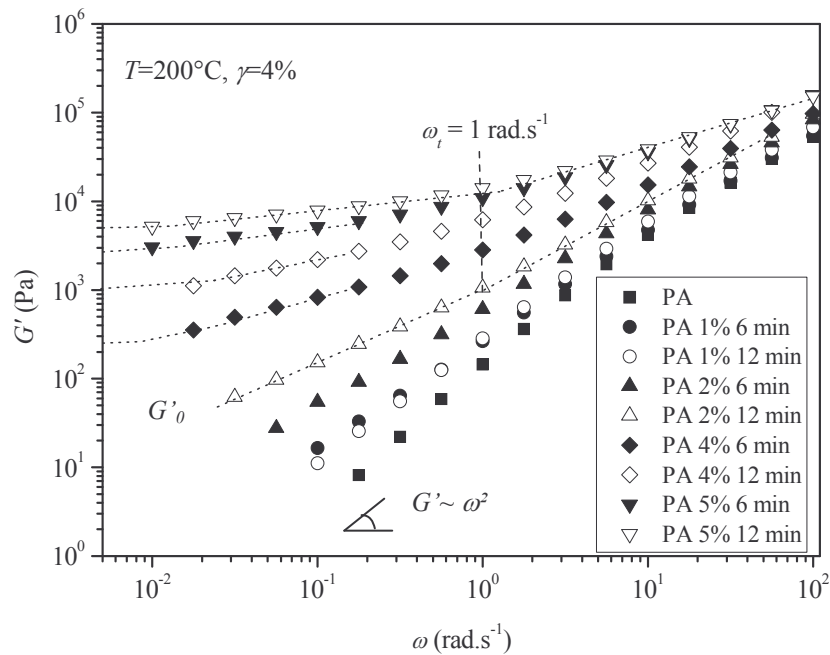 10⁶
T=200°C, γ=4%
10⁵
ωₜ = 1 rad.s⁻¹
10⁴
G' (Pa)
10³
10²
G'₀
10¹
G'~ ω²
10⁰
PA
PA 1% 6 min
PA 1% 12 min
PA 2% 6 min
PA 2% 12 min
PA 4% 6 min
PA 4% 12 min
PA 5% 6 min
PA 5% 12 min
10⁻² 10⁻¹ 10⁰ 10¹ 10²
ω (rad.s⁻¹)